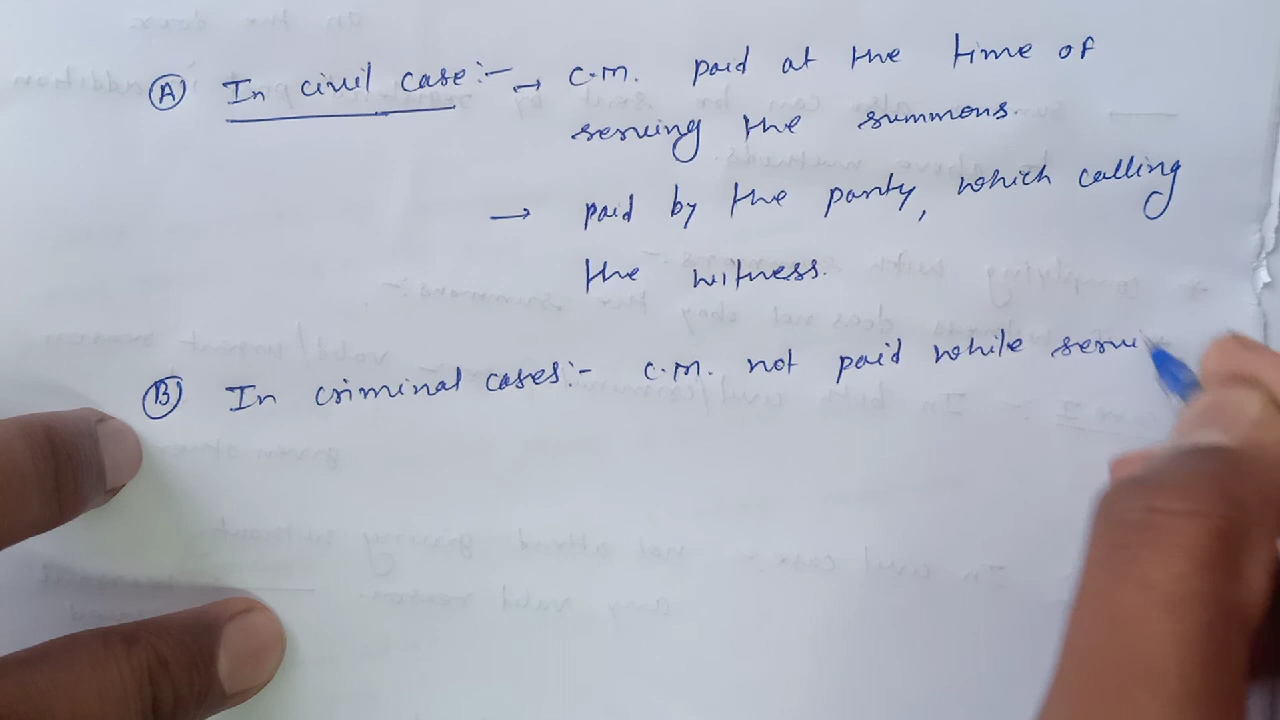 Ⓐ In civil case:- → C.M. paid at the time of
serving the summons.
→ paid by the party, which calling
the witness.
Ⓑ In criminal cases:- C.M. not paid while servi